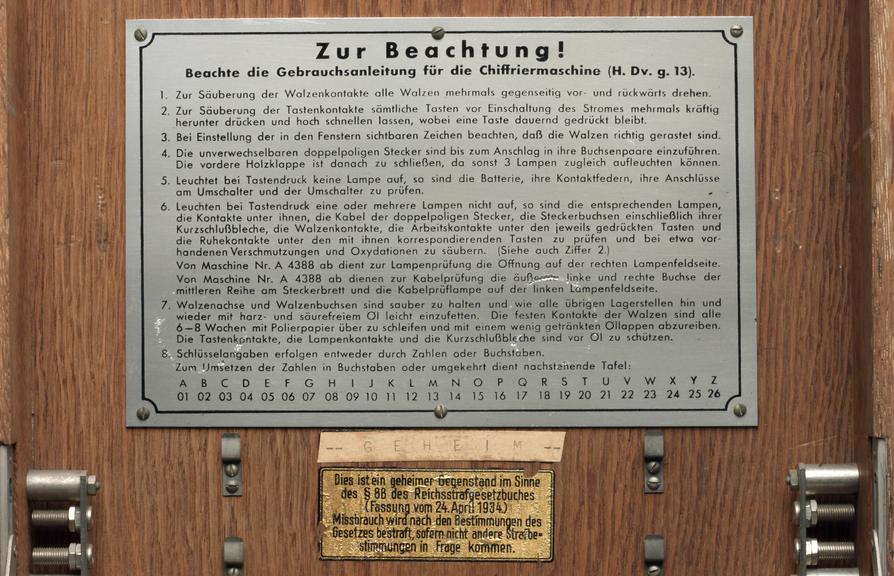 Zur Beachtung!
Beachte die Gebrauchsanleitung für die Chiffriermaschine (H. Dv. g. 13).
1. Zur Säuberung der Walzenkontakte alle Walzen mehrmals gegenseitig vor- und rückwärts drehen.
2. Zur Säuberung der Tastenkontakte sämtliche Tasten vor Einschaltung des Stromes mehrmals kräftig
herunter drücken und hoch schnellen lassen, wobei eine Taste dauernd gedrückt bleibt.
3. Bei Einstellung der in den Fenstern sichtbaren Zeichen beachten, daß die Walzen richtig gerastet sind.
4. Die unverwechselbaren doppelpoligen Stecker sind bis zum Anschlag in ihre Buchsenpaare einzuführen.
Die vordere Holzklappe ist danach zu schließen, da sonst 3 Lampen zugleich aufleuchten können.
5. Leuchtet bei Tastendruck keine Lampe auf, so sind die Batterie, ihre Kontaktfedern, ihre Anschlüsse
am Umschalter und der Umschalter zu prüfen.
6. Leuchten bei Tastendruck eine oder mehrere Lampen nicht auf, so sind die entsprechenden Lampen,
die Kontakte unter ihnen, die Kabel der doppelpoligen Stecker, die Steckerbuchsen einschließlich ihrer
Kurzschlußbleche, die Walzenkontakte, die Arbeitskontakte unter den jeweils gedrückten Tasten und
die Ruhekontakte unter den mit ihnen korrespondierenden Tasten zu prüfen und bei etwa vor-
handenen Verschmutzungen und Oxydationen zu säubern. (Siehe auch Ziffer 2.)
Von Maschine Nr. A 4388 ab dient zur Lampenprüfung die Öffnung auf der rechten Lampenfeldseite.
Von Maschine Nr. A 4388 ab dienen zur Kabelprüfung die äußerste linke und rechte Buchse der
mittleren Reihe am Steckerbrett und die Kabelprüflampe auf der linken Lampenfeldseite.
7. Walzenachse und Walzenbuchsen sind sauber zu halten und wie alle übrigen Lagerstellen hin und
wieder mit harz- und säurefreiem Öl leicht einzufetten. Die festen Kontakte der Walzen sind alle
6—8 Wochen mit Polierpapier über zu schleifen und mit einem wenig getränkten Öllappen abzureiben.
Die Tastenkontakte, die Lampenkontakte und die Kurzschlußbleche sind vor Öl zu schützen.
8. Schlüsselangaben erfolgen entweder durch Zahlen oder Buchstaben.
Zum Umsetzen der Zahlen in Buchstaben oder umgekehrt dient nachstehende Tafel:
A B C D E F G H I J K L M N O P Q R S T U V W X Y Z
01 02 03 04 05 06 07 08 09 10 11 12 13 14 15 16 17 18 19 20 21 22 23 24 25 26
-- G E H E I M --
Dies ist ein geheimer Gegenstand im Sinne
des § 88 des Reichsstrafgesetzbuches
(Fassung vom 24. April 1934.)
Missbrauch wird nach den Bestimmungen des
Gesetzes bestraft, sofern nicht andere Strafbe-
stimmungen in Frage kommen.